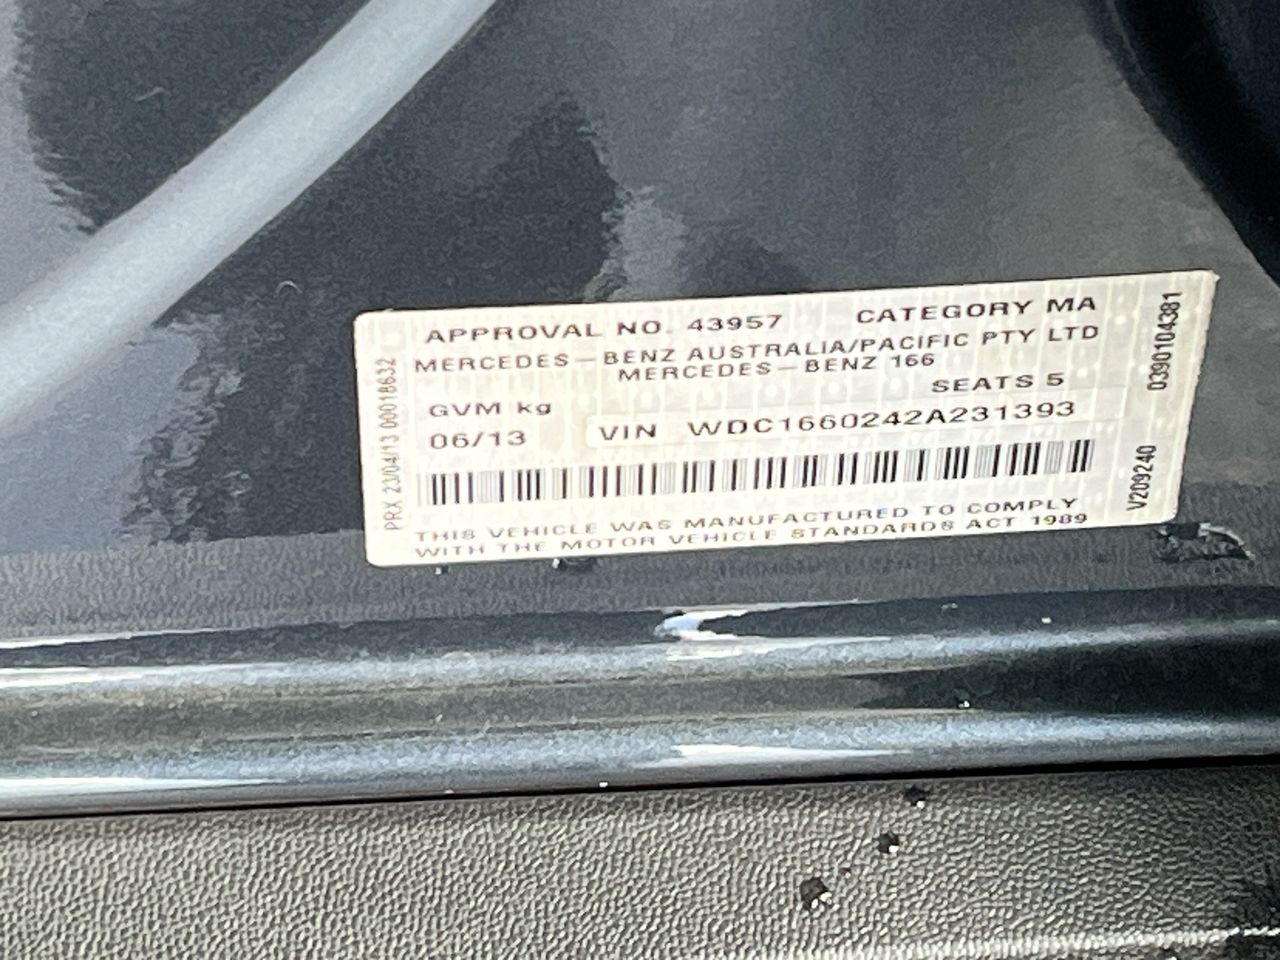 APPROVAL NO. 43957 CATEGORY MA
MERCEDES-BENZ AUSTRALIA/PACIFIC PTY LTD
MERCEDES-BENZ 166
SEATS 5
GVM kg
06/13 VIN WDC1660242A231393
THIS VEHICLE WAS MANUFACTURED TO COMPLY
WITH THE MOTOR VEHICLE STANDARDS ACT 1989
PRX 23/04/13 00018632
V209240 0390104381